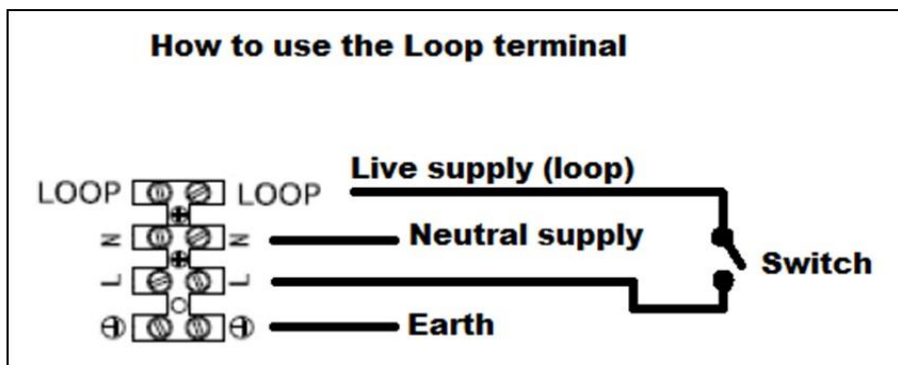 How to use the Loop terminal
Live supply (loop)
LOOP LOOP
N N Neutral supply
L L Switch
Earth